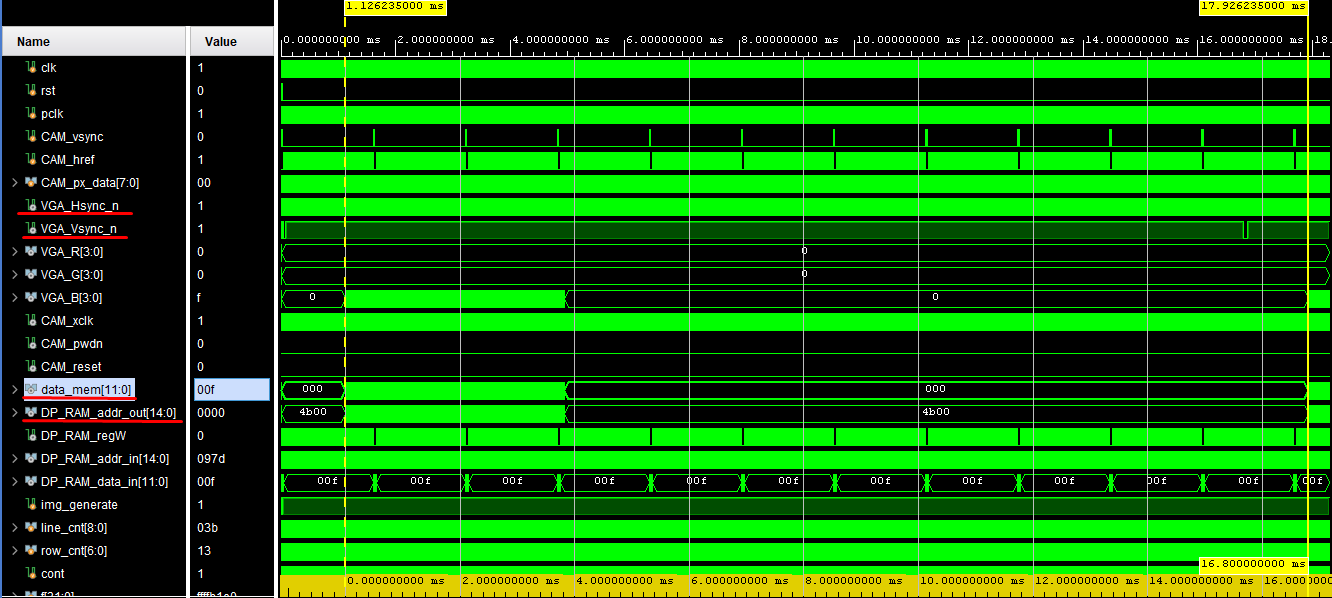 1.126235000 ms 17.926235000 ms
Name Value
0.000000000 ms 2.000000000 ms 4.000000000 ms 6.000000000 ms 8.000000000 ms 10.000000000 ms 12.000000000 ms 14.000000000 ms 16.000000000 ms 18.
clk 1
rst 0
pclk 1
CAM_vsync 0
CAM_href 1
CAM_px_data[7:0] 00
VGA_Hsync_n 1
VGA_Vsync_n 1
VGA_R[3:0] 0 0
VGA_G[3:0] 0 0
VGA_B[3:0] f 0 0
CAM_xclk 1
CAM_pwdn 0
CAM_reset 0
data_mem[11:0] 00f 000 000
DP_RAM_addr_out[14:0] 0000 4b00 4b00
DP_RAM_regW 0
DP_RAM_addr_in[14:0] 097d
DP_RAM_data_in[11:0] 00f 00f 00f 00f 00f 00f 00f 00f 00f 00f 00f 00f 00f
img_generate 1
line_cnt[8:0] 03b
row_cnt[6:0] 13
16.800000000 ms
cont 1
0.000000000 ms 2.000000000 ms 4.000000000 ms 6.000000000 ms 8.000000000 ms 10.000000000 ms 12.000000000 ms 14.000000000 ms 16.000000